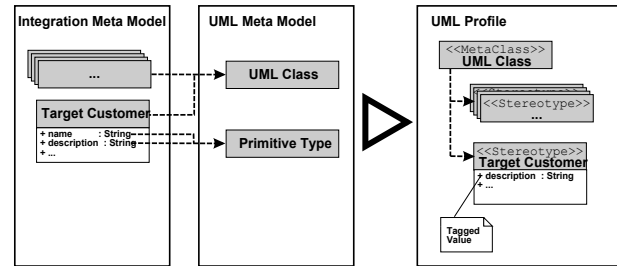 Integration Meta Model
...
Target Customer
+ name : String
+ description : String
+ ...
UML Meta Model
UML Class
Primitive Type
UML Profile
<<MetaClass>>
UML Class
<<Stereotype>>
<<Stereotype>>
...
<<Stereotype>>
Target Customer
+ description : String
+ ...
Tagged
Value